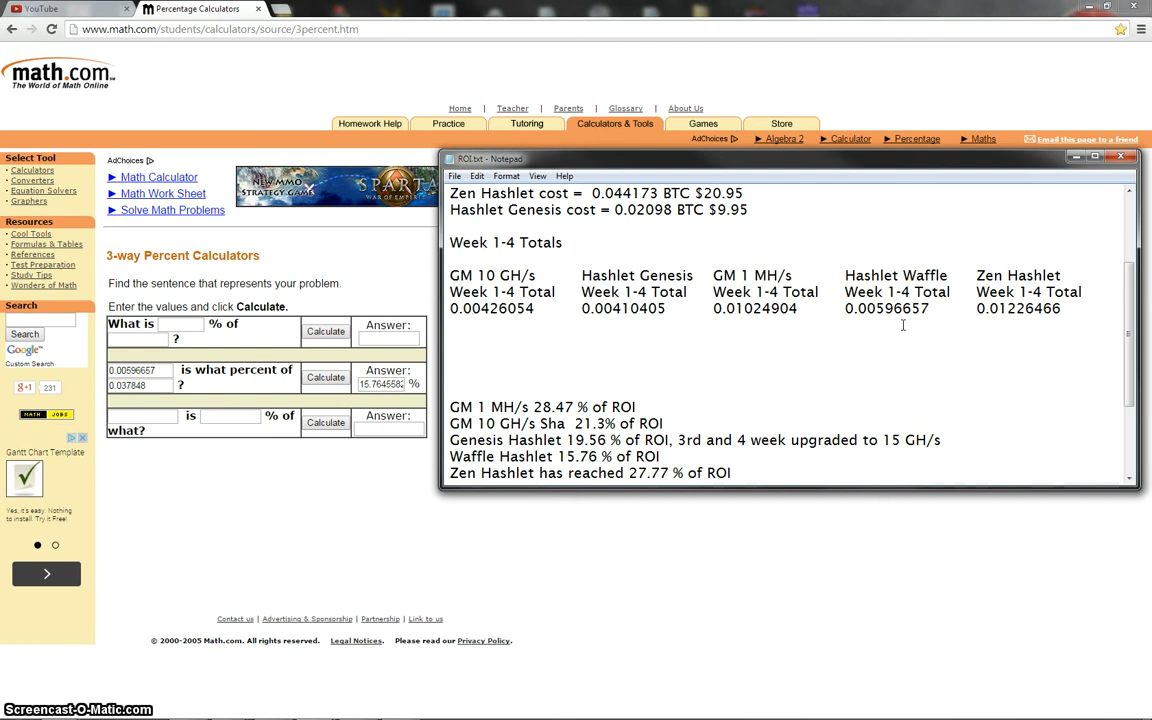 YouTube
Percentage Calculators
www.math.com/students/calculators/source/3percent.htm
math.com
The World of Math Online
Home | Teacher | Parents | Glossary | About Us
Homework Help Practice Tutoring Calculators & Tools Games Store
AdChoices ► Algebra 2 ► Calculator ► Percentage ► Maths Email this page to a friend
Select Tool
• Calculators
• Converters
• Equation Solvers
• Graphers
Resources
• Cool Tools
• Formulas & Tables
• References
• Test Preparation
• Study Tips
• Wonders of Math
Search
Search
Google™
Custom Search
g+1 231
MATH JOBS
Gantt Chart Template
Yes, it's easy. Nothing
to install. Try it Free!
AdChoices
► Math Calculator
► Math Work Sheet
► Solve Math Problems
NEW MMO
STRATEGY GAME
SPARTA
WAR OF EMPIRES
3-way Percent Calculators
Find the sentence that represents your problem.
Enter the values and click Calculate.
What is % of
?
Calculate
Answer:
0.00596657 is what percent of
0.037848 ?
Calculate
Answer:
15.7645582 %
is % of
what?
Calculate
Answer:
ROI.txt - Notepad
File Edit Format View Help
Zen Hashlet cost = 0.044173 BTC $20.95
Hashlet Genesis cost = 0.02098 BTC $9.95
Week 1-4 Totals
GM 10 GH/s Hashlet Genesis GM 1 MH/s Hashlet Waffle Zen Hashlet
Week 1-4 Total Week 1-4 Total Week 1-4 Total Week 1-4 Total Week 1-4 Total
0.00426054 0.00410405 0.01024904 0.00596657 0.01226466
GM 1 MH/s 28.47 % of ROI
GM 10 GH/s Sha 21.3% of ROI
Genesis Hashlet 19.56 % of ROI, 3rd and 4 week upgraded to 15 GH/s
Waffle Hashlet 15.76 % of ROI
Zen Hashlet has reached 27.77 % of ROI
Contact us | Advertising & Sponsorship | Partnership | Link to us
© 2000-2005 Math.com. All rights reserved. Legal Notices. Please read our Privacy Policy.
Screencast-O-Matic.com